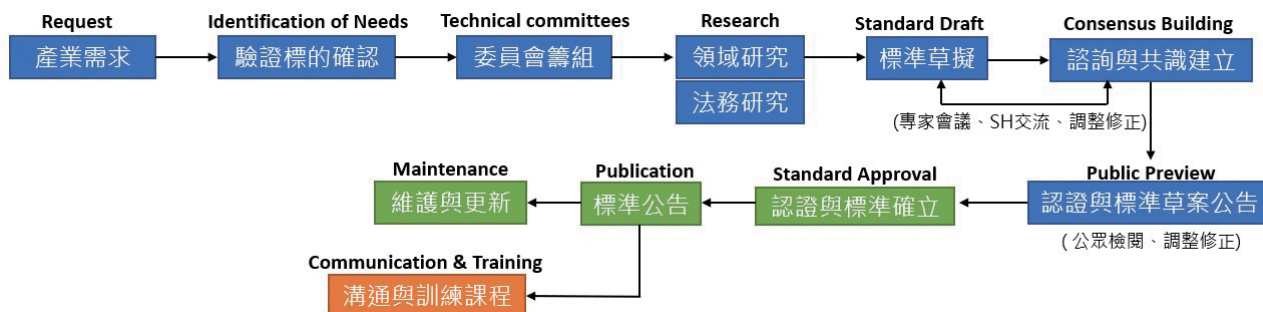 Request
產業需求
Identification of Needs
驗證標的確認
Technical committees
委員會籌組
Research
領域研究
法務研究
Standard Draft
標準草擬
Consensus Building
諮詢與共識建立
(專家會議、SH交流、調整修正)
Public Preview
認證與標準草案公告
( 公眾檢閱、調整修正)
Standard Approval
認證與標準確立
Publication
標準公告
Maintenance
維護與更新
Communication & Training
溝通與訓練課程